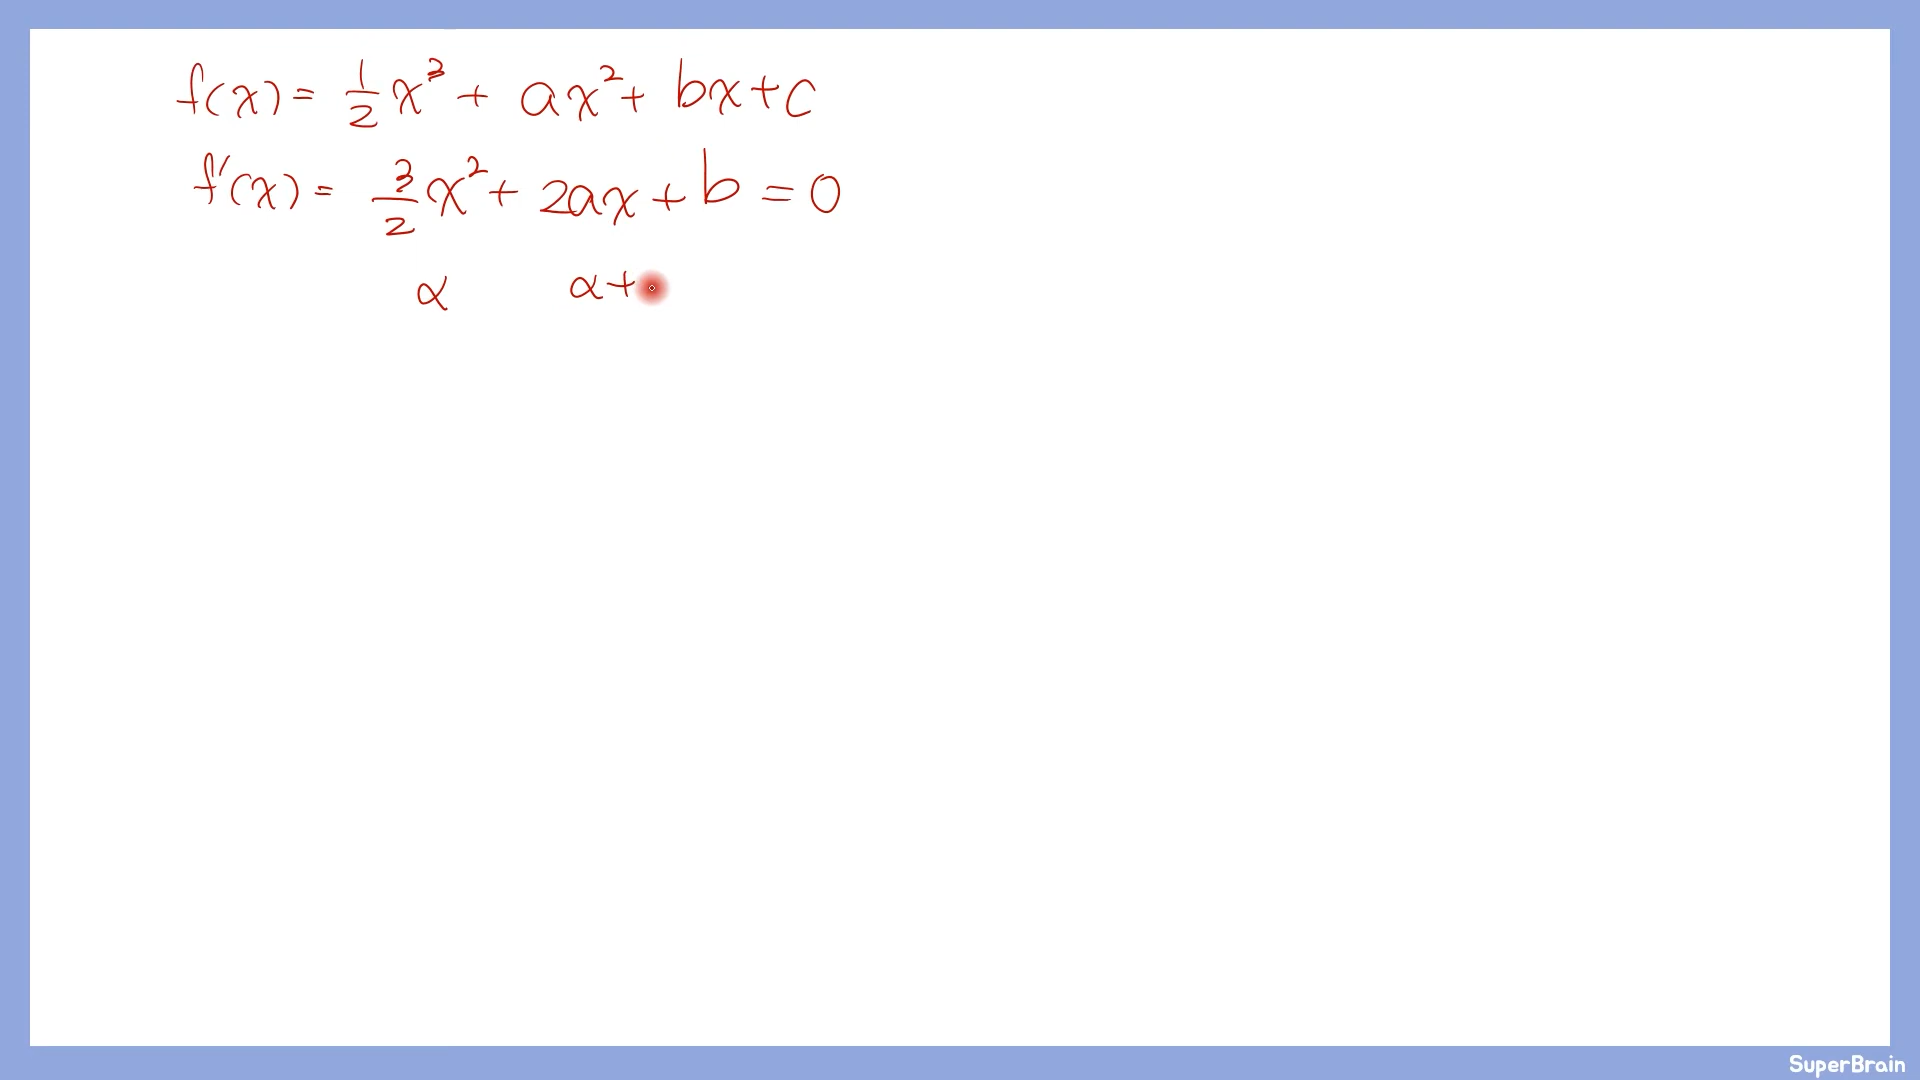 f(x) = 1/2 x³ + ax² + bx + c
f'(x) = 3/2 x² + 2ax + b = 0
α α+
SuperBrain